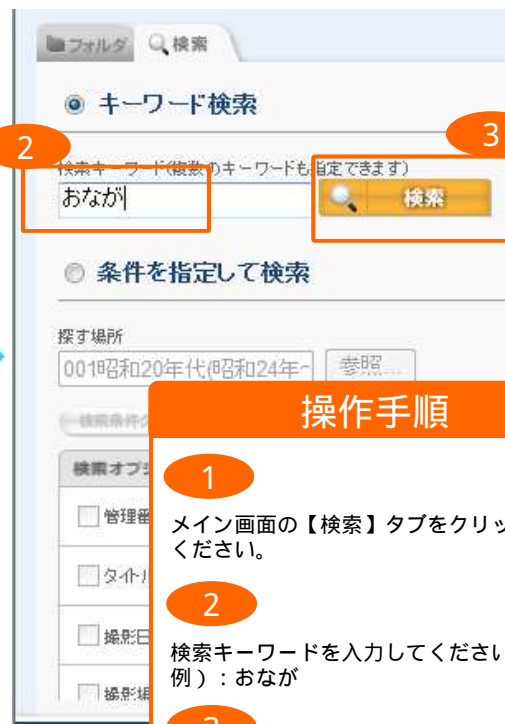 フォルダ 検索
キーワード検索
2
3
検索キーワード(複数のキーワードも指定できます)
おなが
検索
条件を指定して検索
探す場所
001昭和20年代(昭和24年~
参照...
検索条件
操作手順
検索オプシ
1
管理番
メイン画面の【検索】タブをクリッ
ください。
タイトル
2
撮影日
検索キーワードを入力してください
例）：おなが
撮影場
3